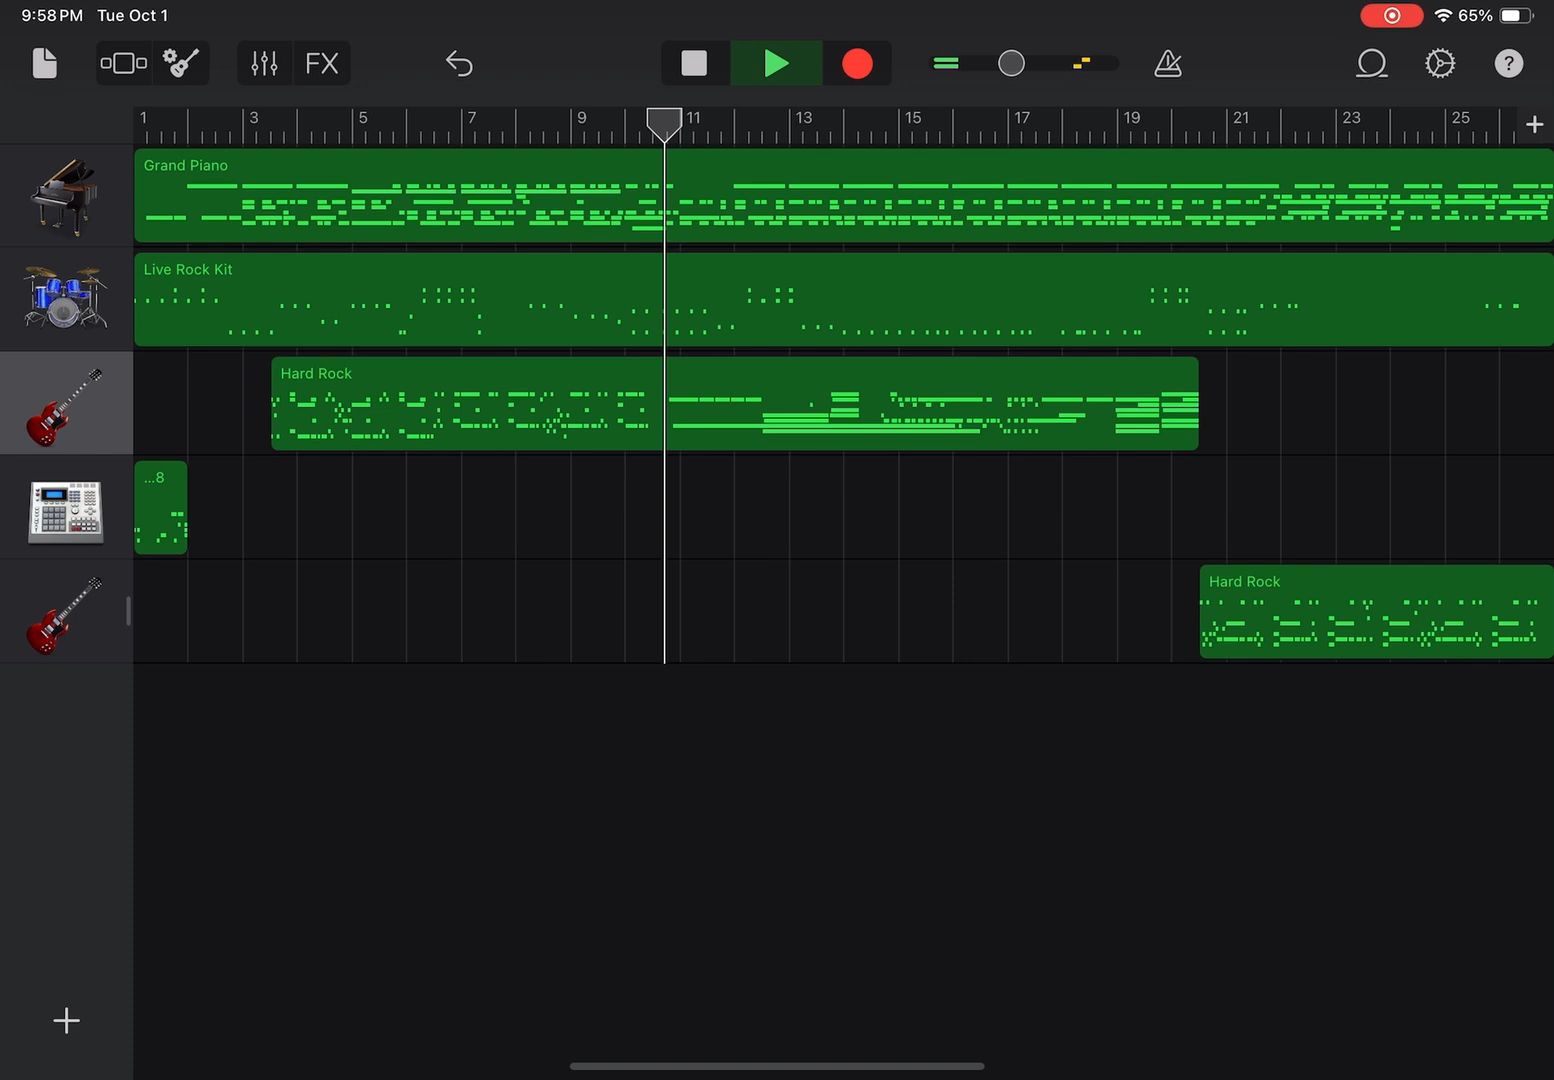 9:58 PM Tue Oct 1 65%
FX ?
1 3 5 7 9 11 13 15 17 19 21 23 25 +
Grand Piano
Live Rock Kit
Hard Rock
...8
Hard Rock
+